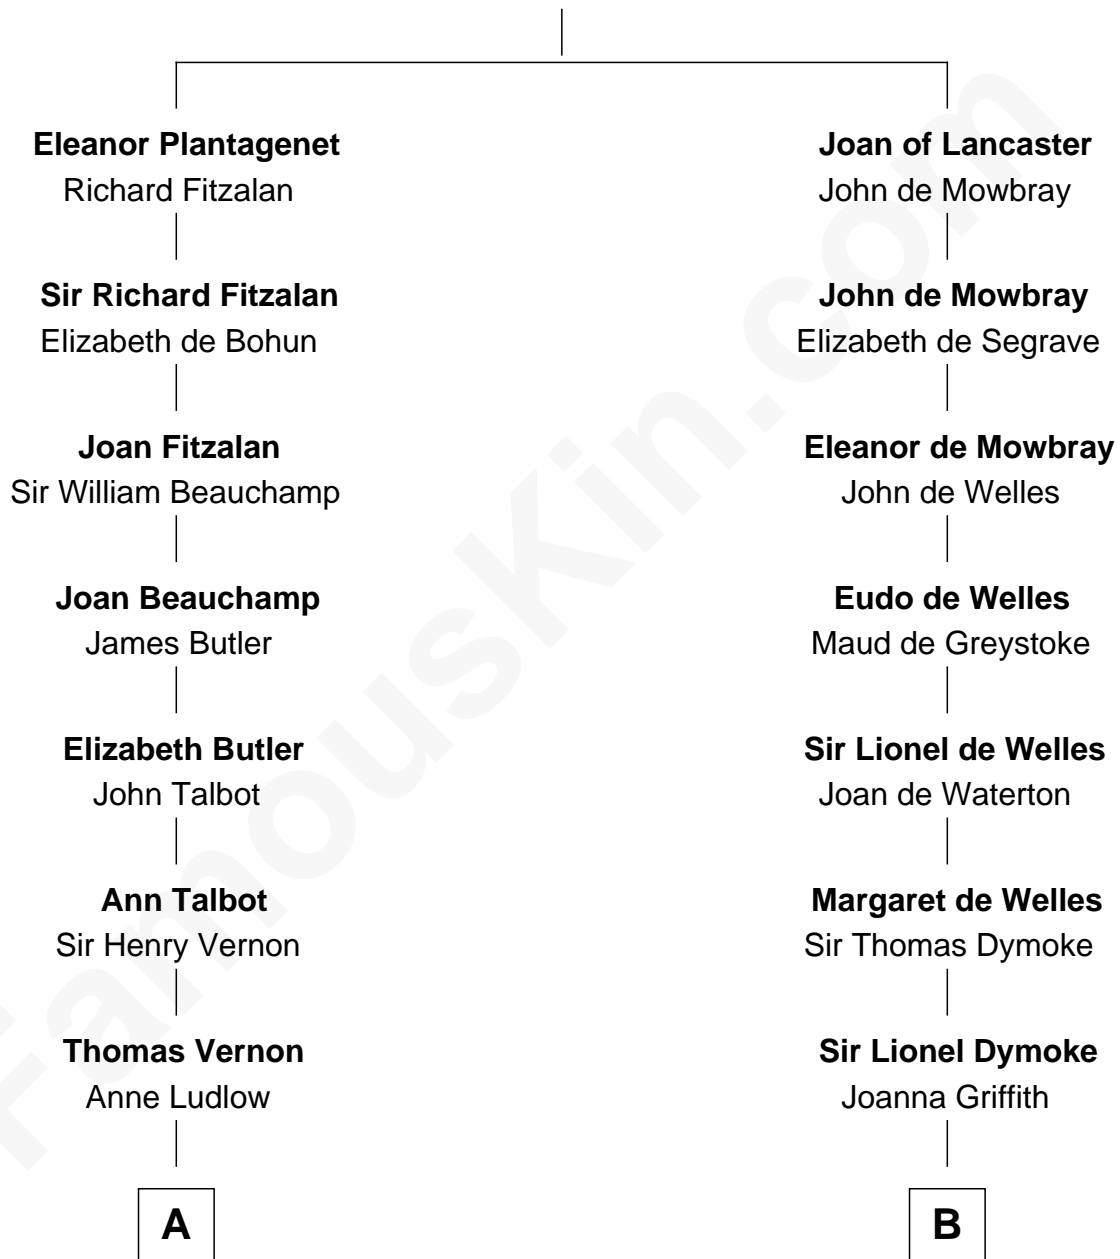 Eleanor Plantagenet
Richard Fitzalan
Joan of Lancaster
John de Mowbray
Sir Richard Fitzalan
Elizabeth de Bohun
John de Mowbray
Elizabeth de Segrave
Joan Fitzalan
Sir William Beauchamp
Eleanor de Mowbray
John de Welles
Joan Beauchamp
James Butler
Eudo de Welles
Maud de Greystoke
Elizabeth Butler
John Talbot
Sir Lionel de Welles
Joan de Waterton
Ann Talbot
Sir Henry Vernon
Margaret de Welles
Sir Thomas Dymoke
Thomas Vernon
Anne Ludlow
Sir Lionel Dymoke
Joanna Griffith
A
B
FamousKin.com